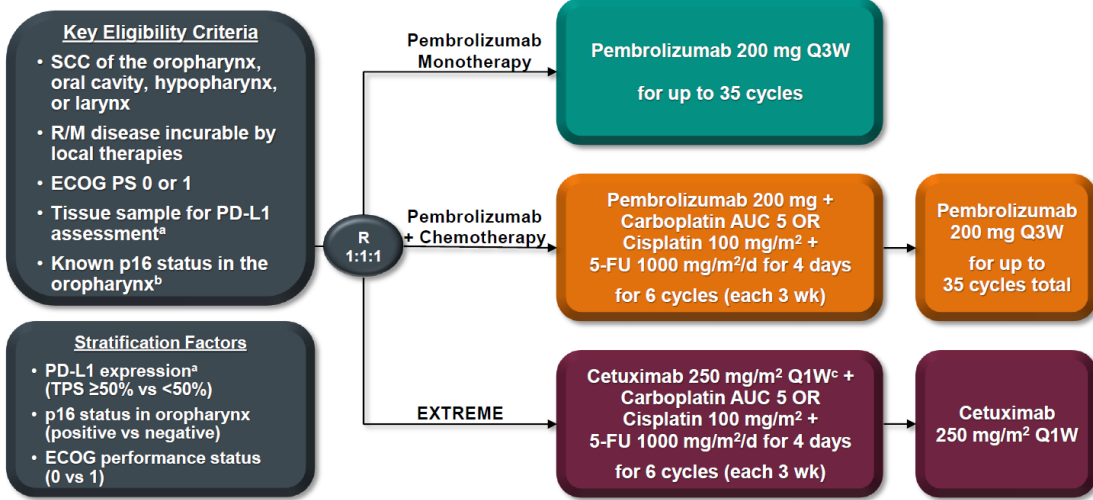 Key Eligibility Criteria
• SCC of the oropharynx,
oral cavity, hypopharynx,
or larynx
• R/M disease incurable by
local therapies
• ECOG PS 0 or 1
• Tissue sample for PD-L1
assessmentᵃ
• Known p16 status in the
oropharynxᵇ
Stratification Factors
• PD-L1 expressionᵃ
(TPS ≥50% vs <50%)
• p16 status in oropharynx
(positive vs negative)
• ECOG performance status
(0 vs 1)
R
1:1:1
Pembrolizumab
Monotherapy
Pembrolizumab 200 mg Q3W
for up to 35 cycles
Pembrolizumab
+ Chemotherapy
Pembrolizumab 200 mg +
Carboplatin AUC 5 OR
Cisplatin 100 mg/m² +
5-FU 1000 mg/m²/d for 4 days
for 6 cycles (each 3 wk)
Pembrolizumab
200 mg Q3W
for up to
35 cycles total
EXTREME
Cetuximab 250 mg/m² Q1Wᶜ +
Carboplatin AUC 5 OR
Cisplatin 100 mg/m² +
5-FU 1000 mg/m²/d for 4 days
for 6 cycles (each 3 wk)
Cetuximab
250 mg/m² Q1W